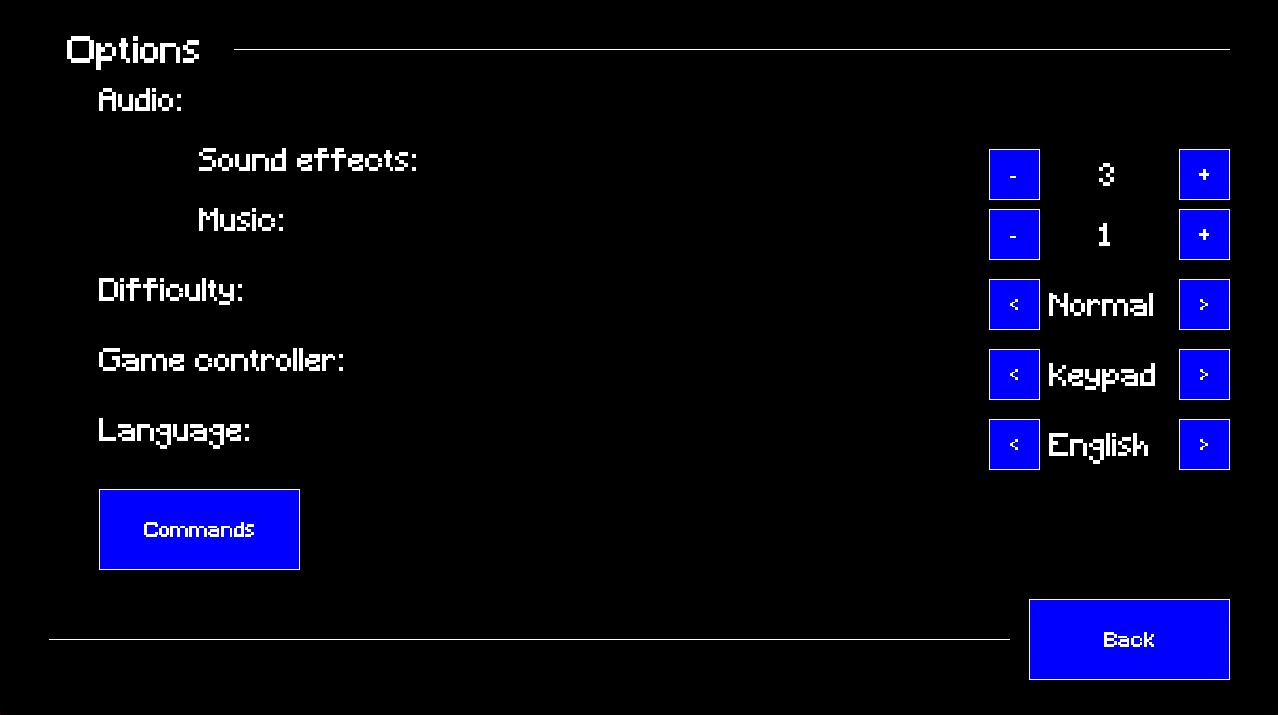 Options
Audio:
Sound effects: - 3 +
Music: - 1 +
Difficulty: < Normal >
Game controller: < Keypad >
Language: < English >
Commands
Back